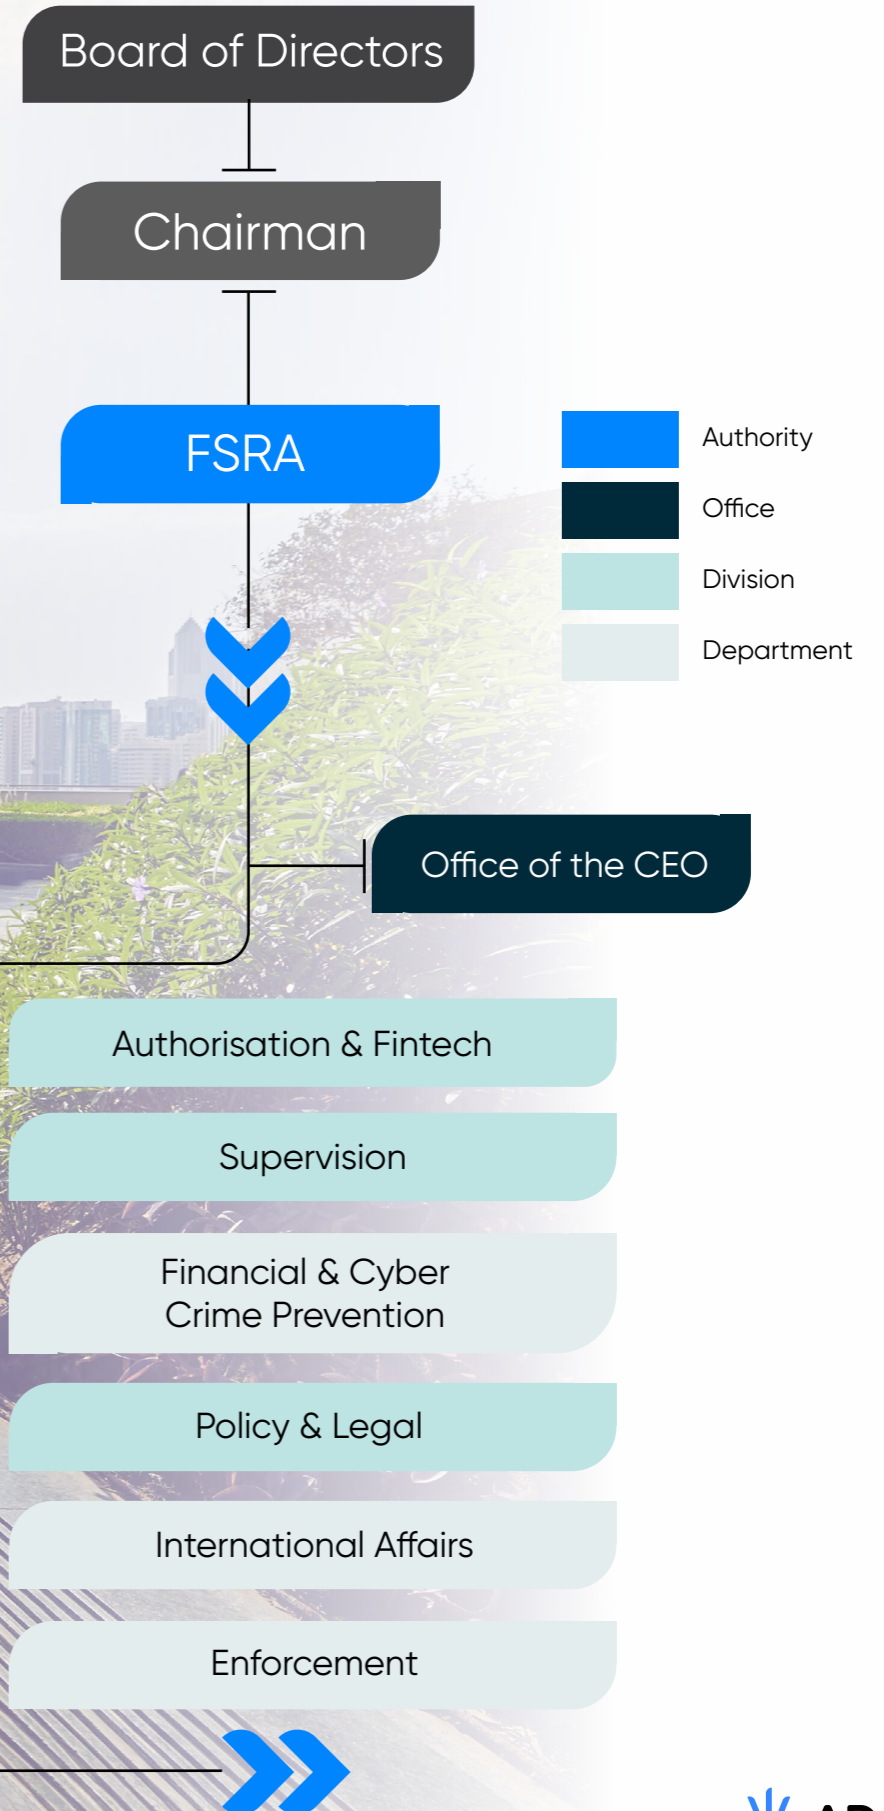 Board of Directors
Chairman
FSRA
Authority
Office
Division
Department
Office of the CEO
Authorisation & Fintech
Supervision
Financial & Cyber
Crime Prevention
Policy & Legal
International Affairs
Enforcement